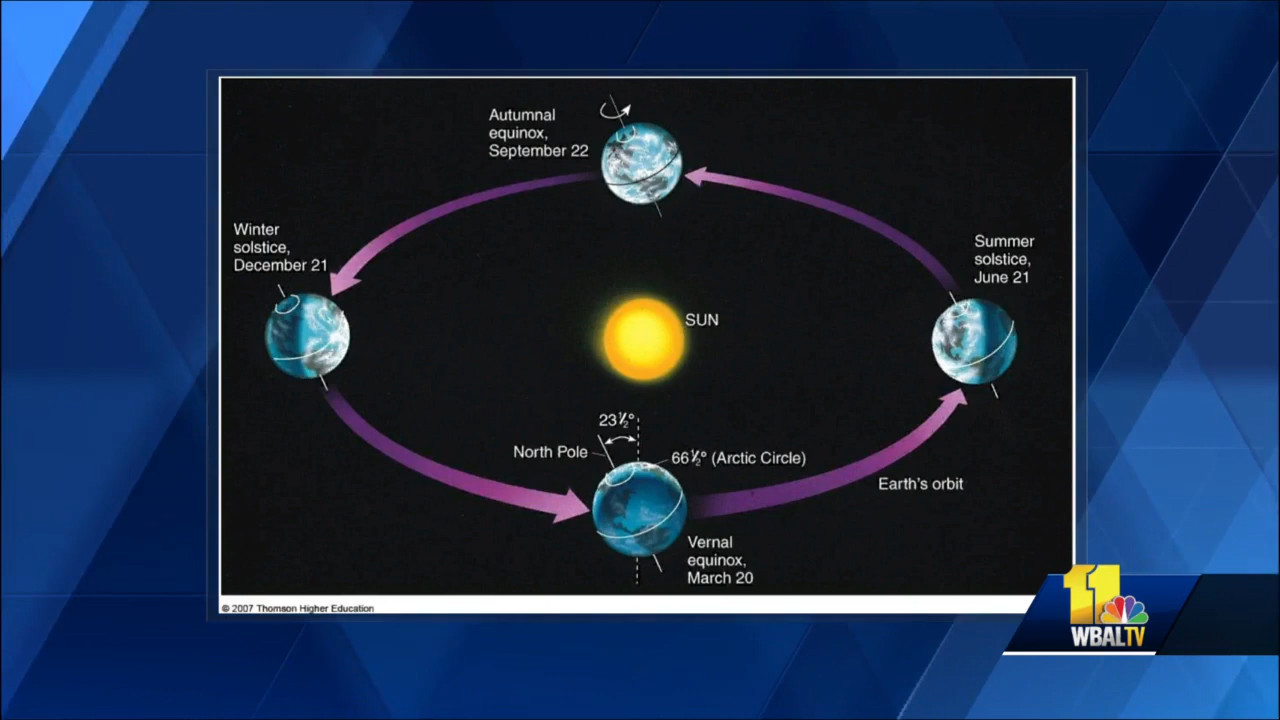 Autumnal
equinox,
September 22
Winter
solstice,
December 21
Summer
solstice,
June 21
SUN
23½°
North Pole
66½° (Arctic Circle)
Earth's orbit
Vernal
equinox,
March 20
© 2007 Thomson Higher Education
11
WBALTV